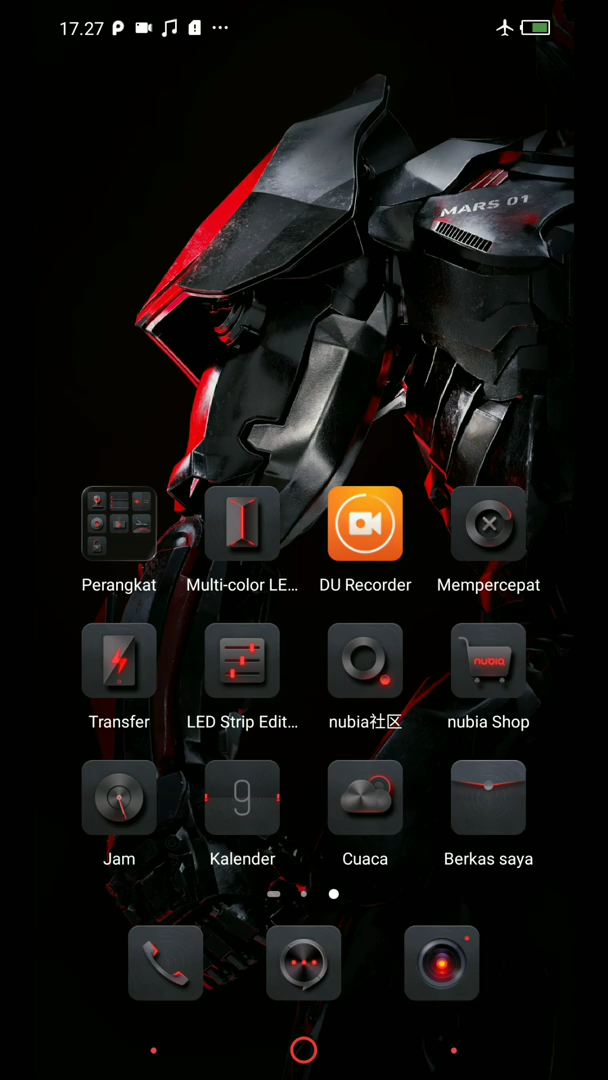 17.27
MARS 01
Perangkat
Multi-color LE...
DU Recorder
Mempercepat
nubia
Transfer
LED Strip Edit...
nubia社区
nubia Shop
9
Jam
Kalender
Cuaca
Berkas saya